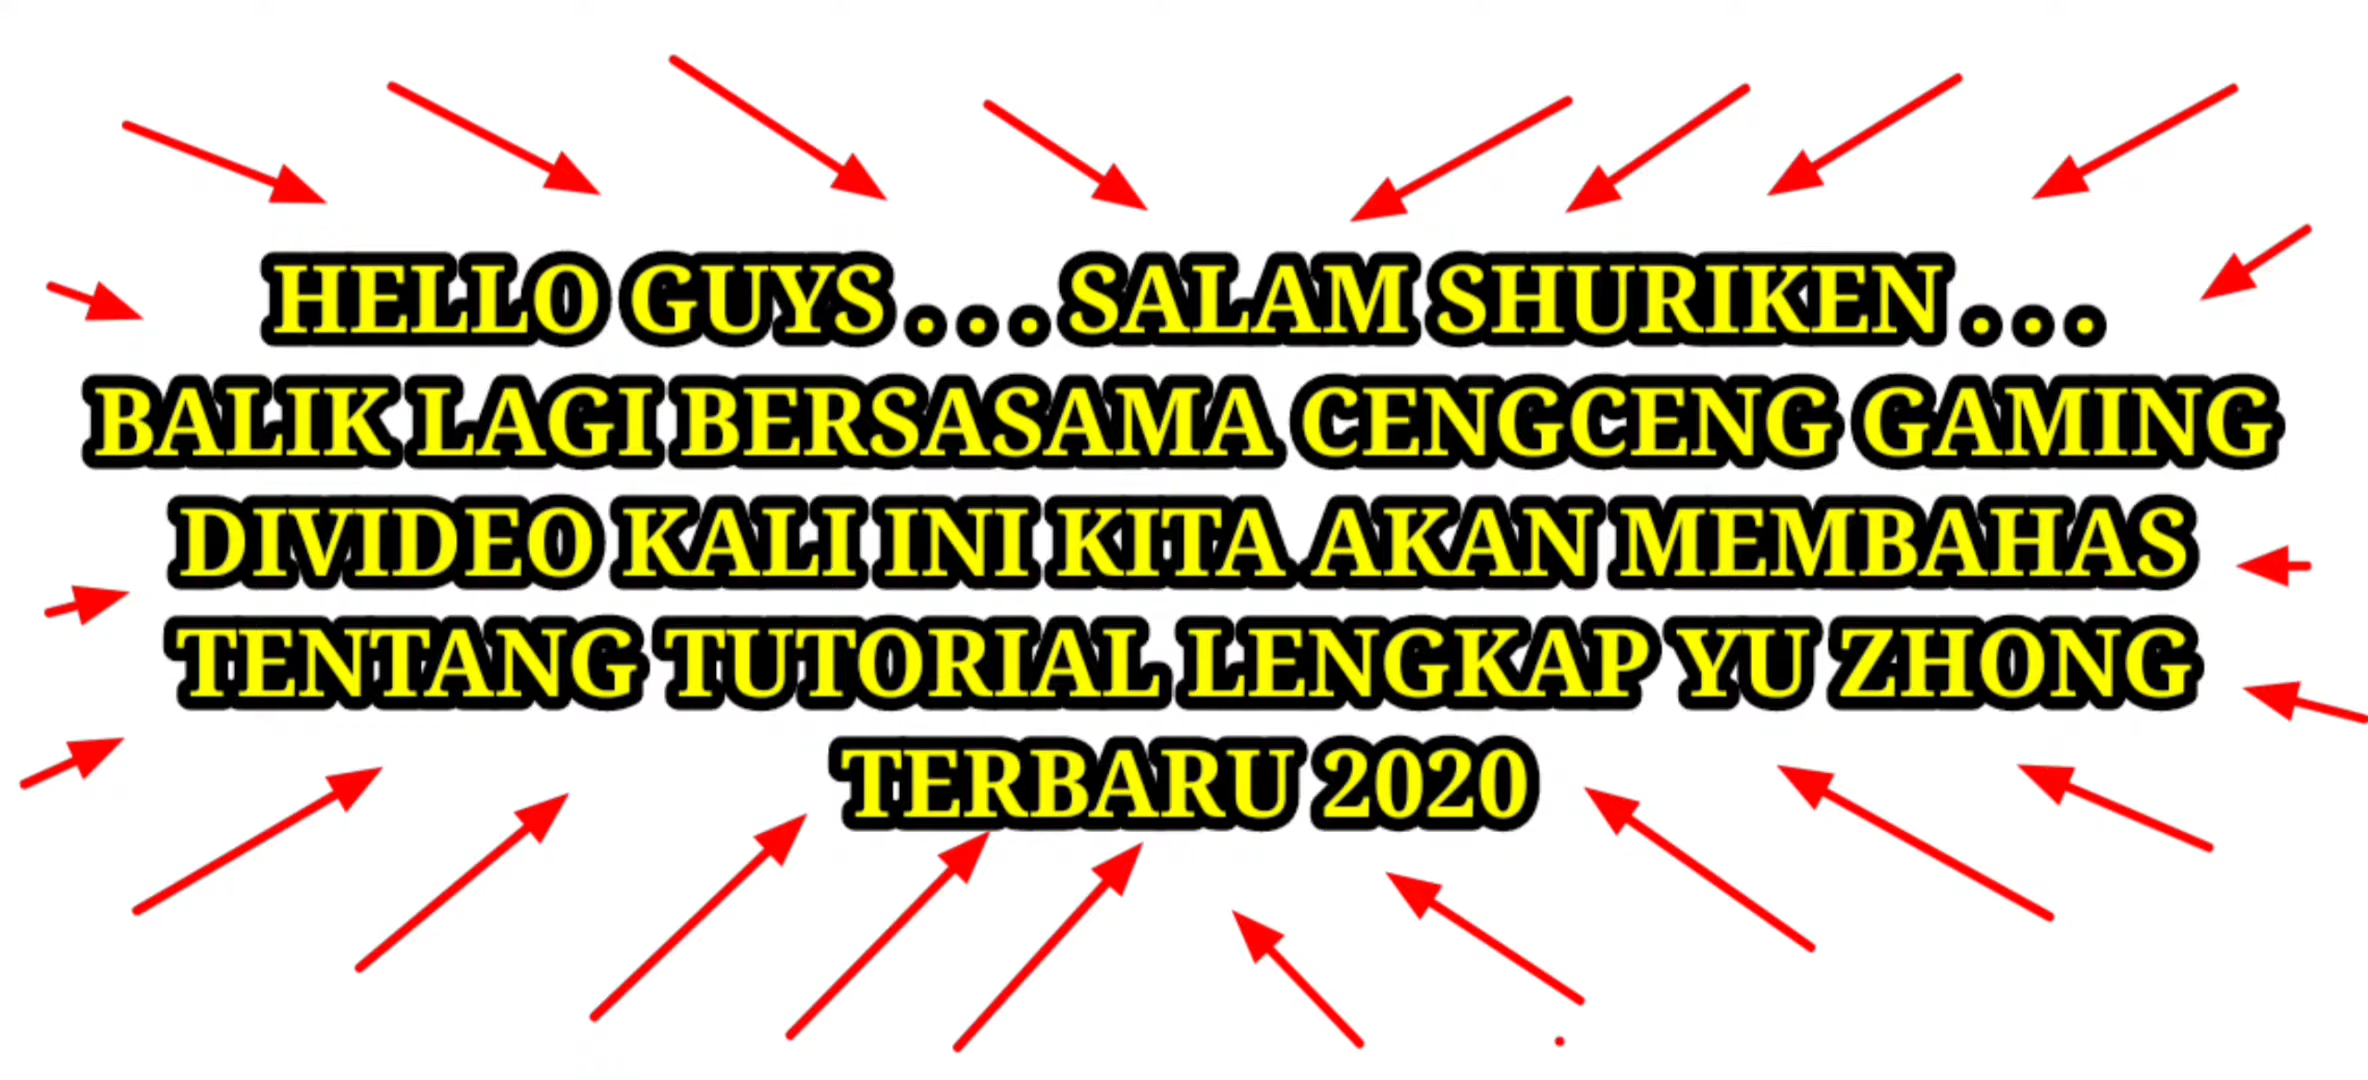 HELLO GUYS...SALAM SHURIKEN...
BALIK LAGI BERSASAMA CENGCENG GAMING
DIVIDEO KALI INI KITA AKAN MEMBAHAS
TENTANG TUTORIAL LENGKAP YU ZHONG
TERBARU 2020